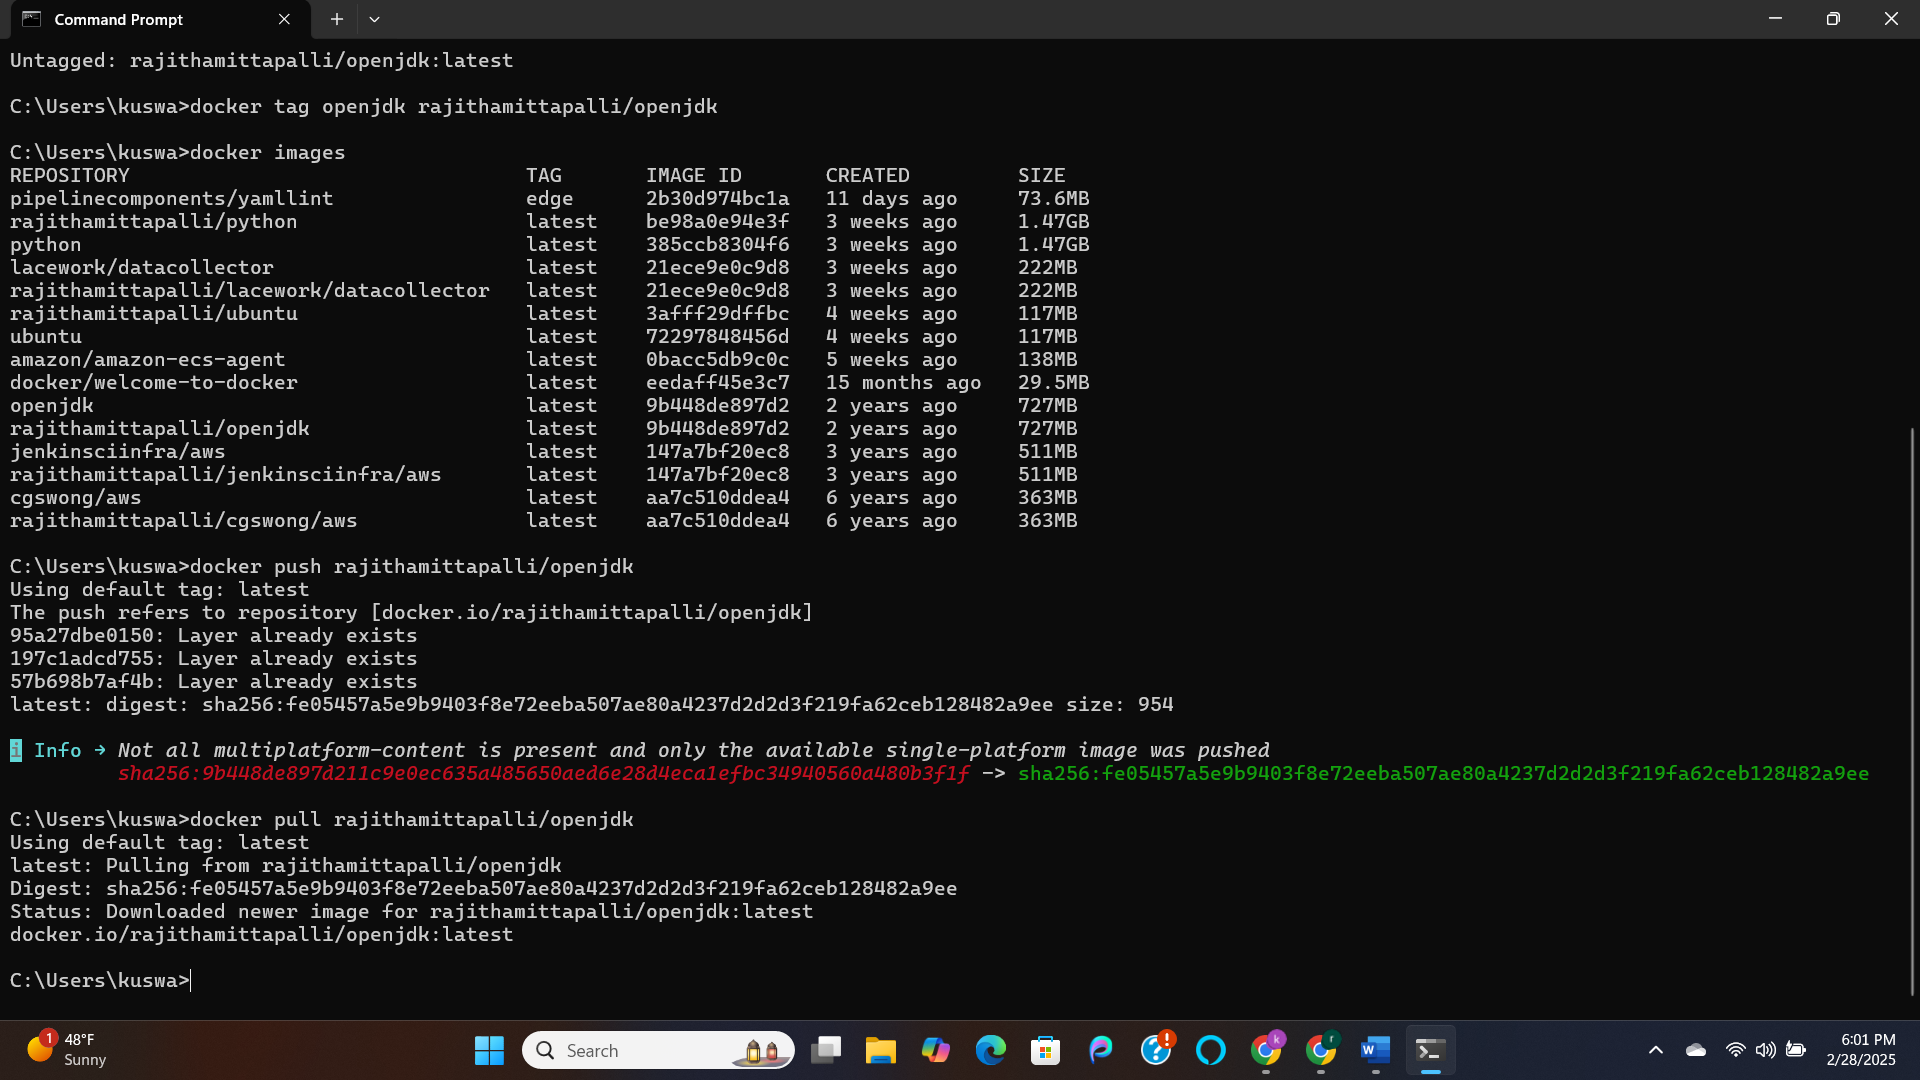 Command Prompt
Untagged: rajithamittapalli/openjdk:latest
C:\Users\kuswa>docker tag openjdk rajithamittapalli/openjdk
C:\Users\kuswa>docker images
REPOSITORY TAG IMAGE ID CREATED SIZE
pipelinecomponents/yamllint edge 2b30d974bc1a 11 days ago 73.6MB
rajithamittapalli/python latest be98a0e94e3f 3 weeks ago 1.47GB
python latest 385ccb8304f6 3 weeks ago 1.47GB
lacework/datacollector latest 21ece9e0c9d8 3 weeks ago 222MB
rajithamittapalli/lacework/datacollector latest 21ece9e0c9d8 3 weeks ago 222MB
rajithamittapalli/ubuntu latest 3afff29dffbc 4 weeks ago 117MB
ubuntu latest 72297848456d 4 weeks ago 117MB
amazon/amazon-ecs-agent latest 0bacc5db9c0c 5 weeks ago 138MB
docker/welcome-to-docker latest eedaff45e3c7 15 months ago 29.5MB
openjdk latest 9b448de897d2 2 years ago 727MB
rajithamittapalli/openjdk latest 9b448de897d2 2 years ago 727MB
jenkinsciinfra/aws latest 147a7bf20ec8 3 years ago 511MB
rajithamittapalli/jenkinsciinfra/aws latest 147a7bf20ec8 3 years ago 511MB
cgswong/aws latest aa7c510ddea4 6 years ago 363MB
rajithamittapalli/cgswong/aws latest aa7c510ddea4 6 years ago 363MB
C:\Users\kuswa>docker push rajithamittapalli/openjdk
Using default tag: latest
The push refers to repository [docker.io/rajithamittapalli/openjdk]
95a27dbe0150: Layer already exists
197c1adcd755: Layer already exists
57b698b7af4b: Layer already exists
latest: digest: sha256:fe05457a5e9b9403f8e72eeba507ae80a4237d2d2d3f219fa62ceb128482a9ee size: 954
i Info → Not all multiplatform-content is present and only the available single-platform image was pushed
sha256:9b448de897d211c9e0ec635a485650aed6e28d4eca1efbc34940560a480b3f1f -> sha256:fe05457a5e9b9403f8e72eeba507ae80a4237d2d2d3f219fa62ceb128482a9ee
C:\Users\kuswa>docker pull rajithamittapalli/openjdk
Using default tag: latest
latest: Pulling from rajithamittapalli/openjdk
Digest: sha256:fe05457a5e9b9403f8e72eeba507ae80a4237d2d2d3f219fa62ceb128482a9ee
Status: Downloaded newer image for rajithamittapalli/openjdk:latest
docker.io/rajithamittapalli/openjdk:latest
C:\Users\kuswa>
1
48°F
Sunny
Search
k
r
W
6:01 PM
2/28/2025